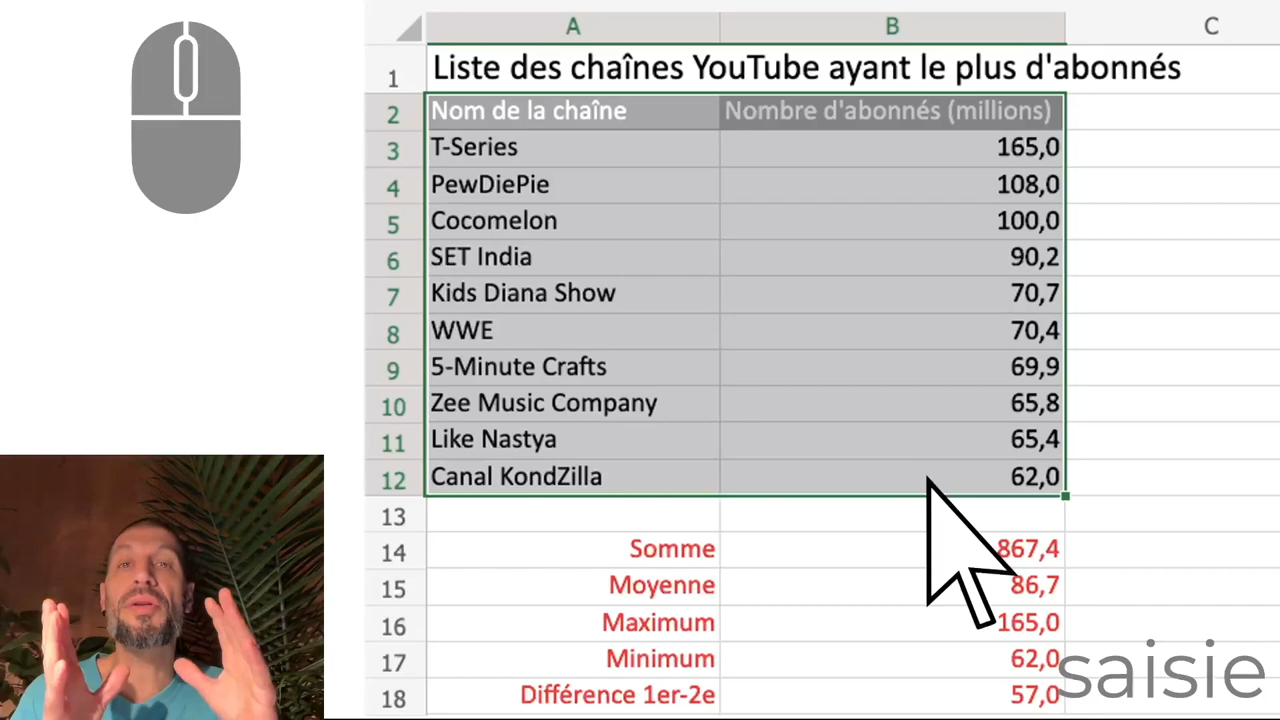 A B C
1 Liste des chaînes YouTube ayant le plus d'abonnés
2 Nom de la chaîne Nombre d'abonnés (millions)
3 T-Series 165,0
4 PewDiePie 108,0
5 Cocomelon 100,0
6 SET India 90,2
7 Kids Diana Show 70,7
8 WWE 70,4
9 5-Minute Crafts 69,9
10 Zee Music Company 65,8
11 Like Nastya 65,4
12 Canal KondZilla 62,0
13
14 Somme 867,4
15 Moyenne 86,7
16 Maximum 165,0
17 Minimum 62,0
18 Différence 1er-2e 57,0
saisie